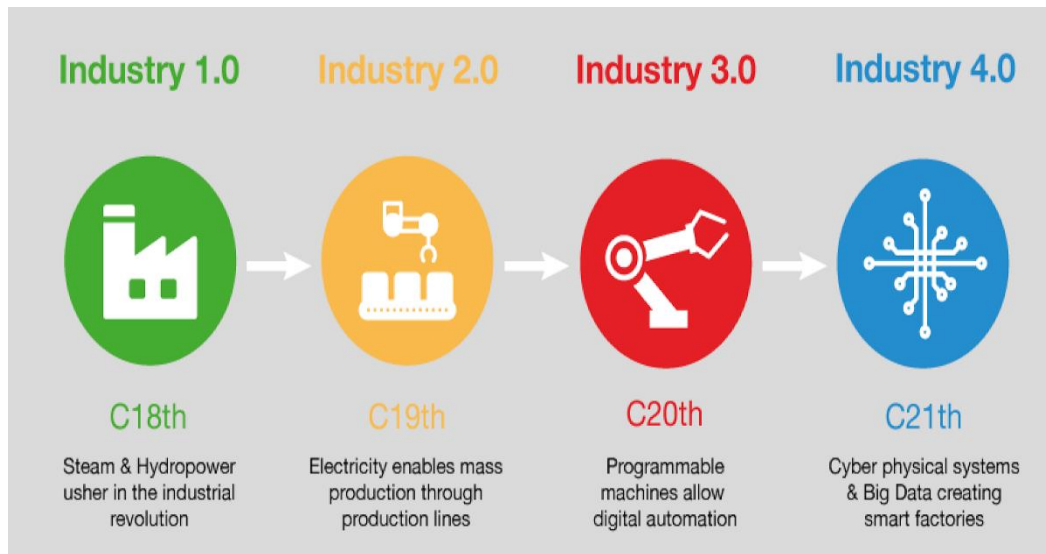 Industry 1.0
Industry 2.0
Industry 3.0
Industry 4.0
C18th
C19th
C20th
C21th
Steam & Hydropower
usher in the industrial
revolution
Electricity enables mass
production through
production lines
Programmable
machines allow
digital automation
Cyber physical systems
& Big Data creating
smart factories